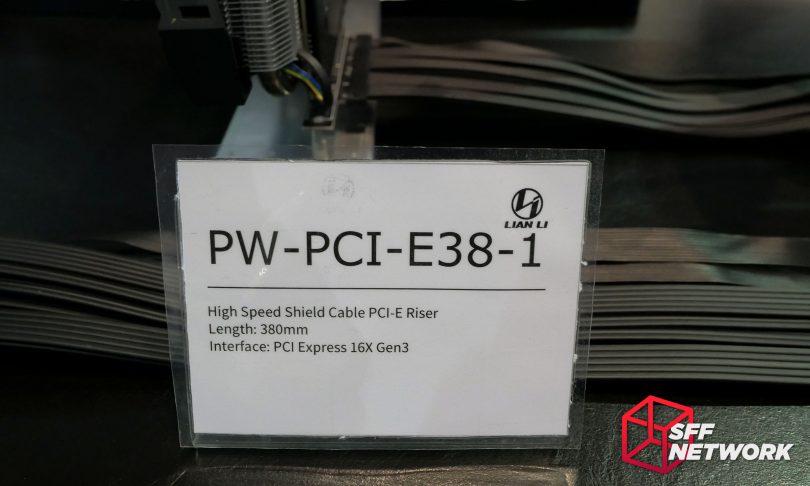 LIAN LI
PW-PCI-E38-1
High Speed Shield Cable PCI-E Riser
Length: 380mm
Interface: PCI Express 16X Gen3
SFF
NETWORK